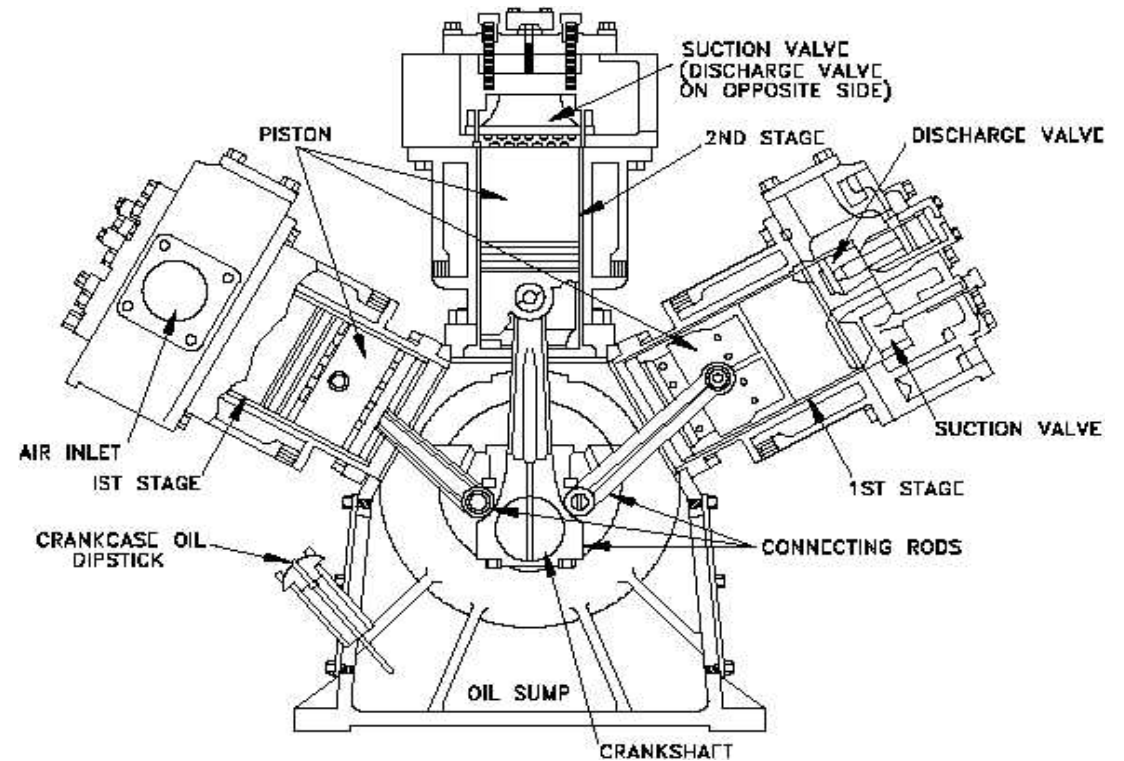 SUCTION VALVE
(DISCHARGE VALVE
ON OPPOSITE SIDE)
PISTON
2ND STAGE
DISCHARGE VALVE
AIR INLET
IST STAGE
SUCTION VALVE
1ST STAGE
CRANKCASE OIL
DIPSTICK
CONNECTING RODS
OIL SUMP
CRANKSHAFT